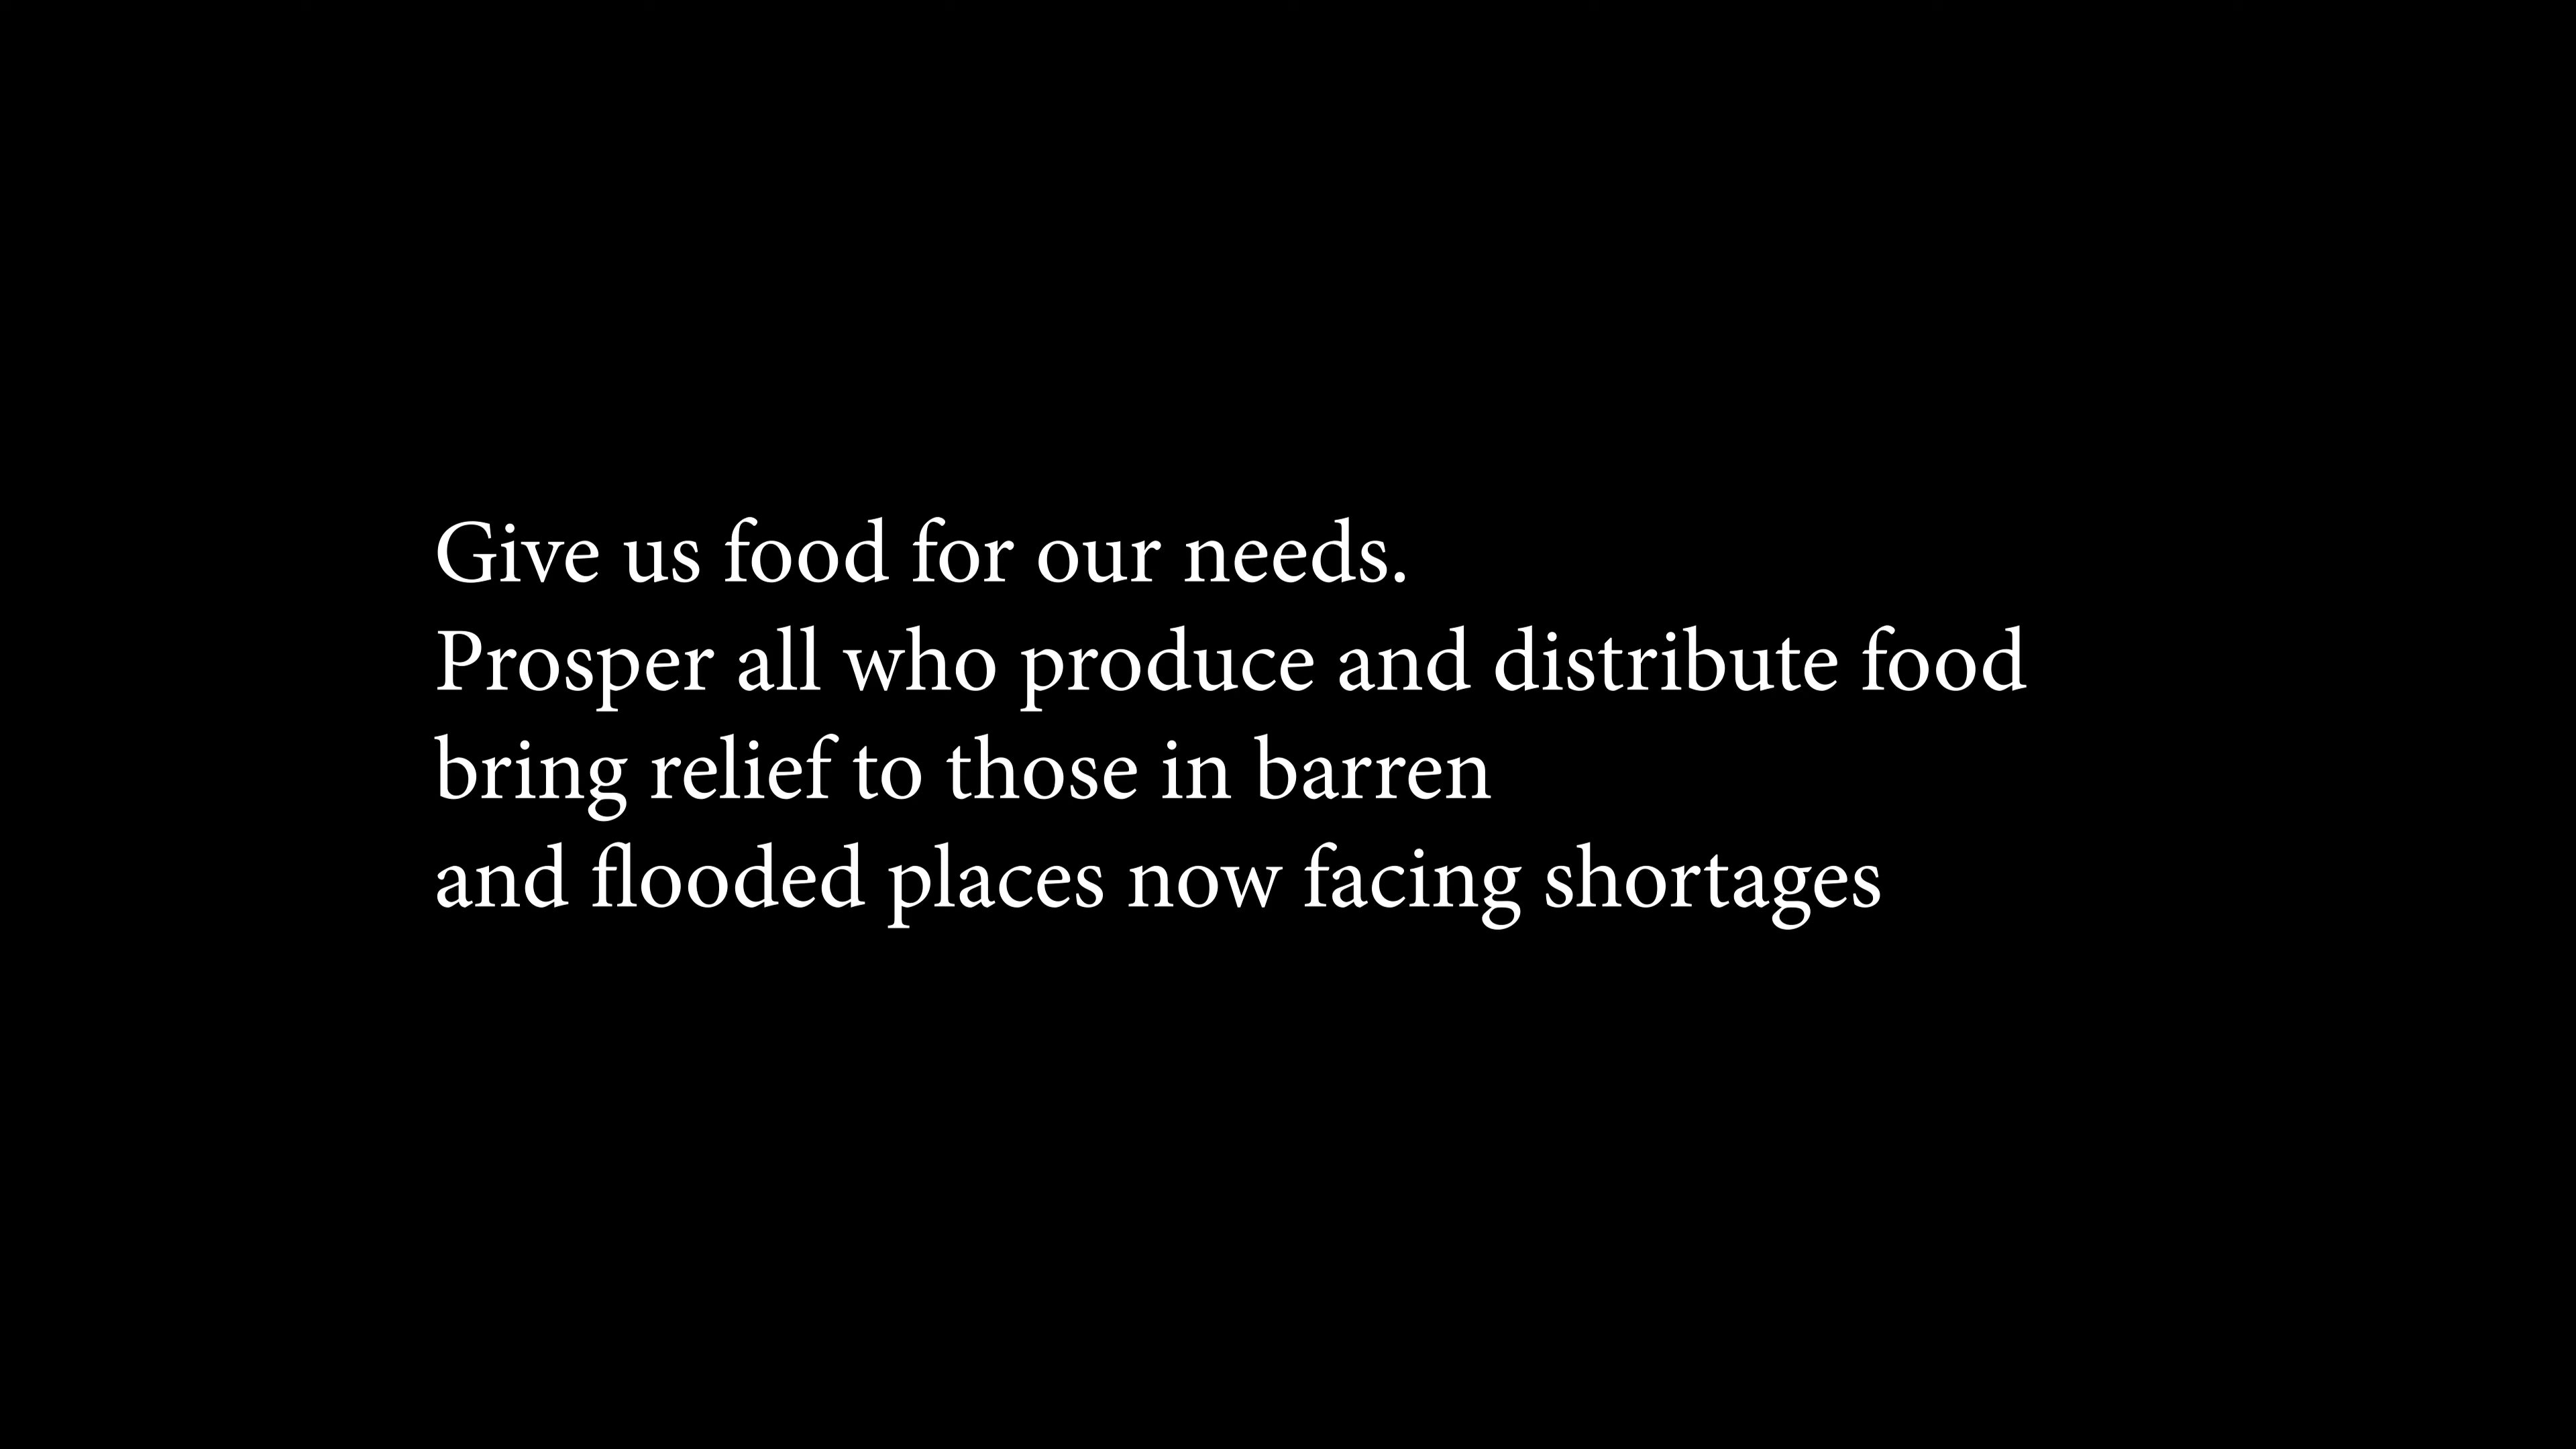 Give us food for our needs.
Prosper all who produce and distribute food
bring relief to those in barren
and flooded places now facing shortages